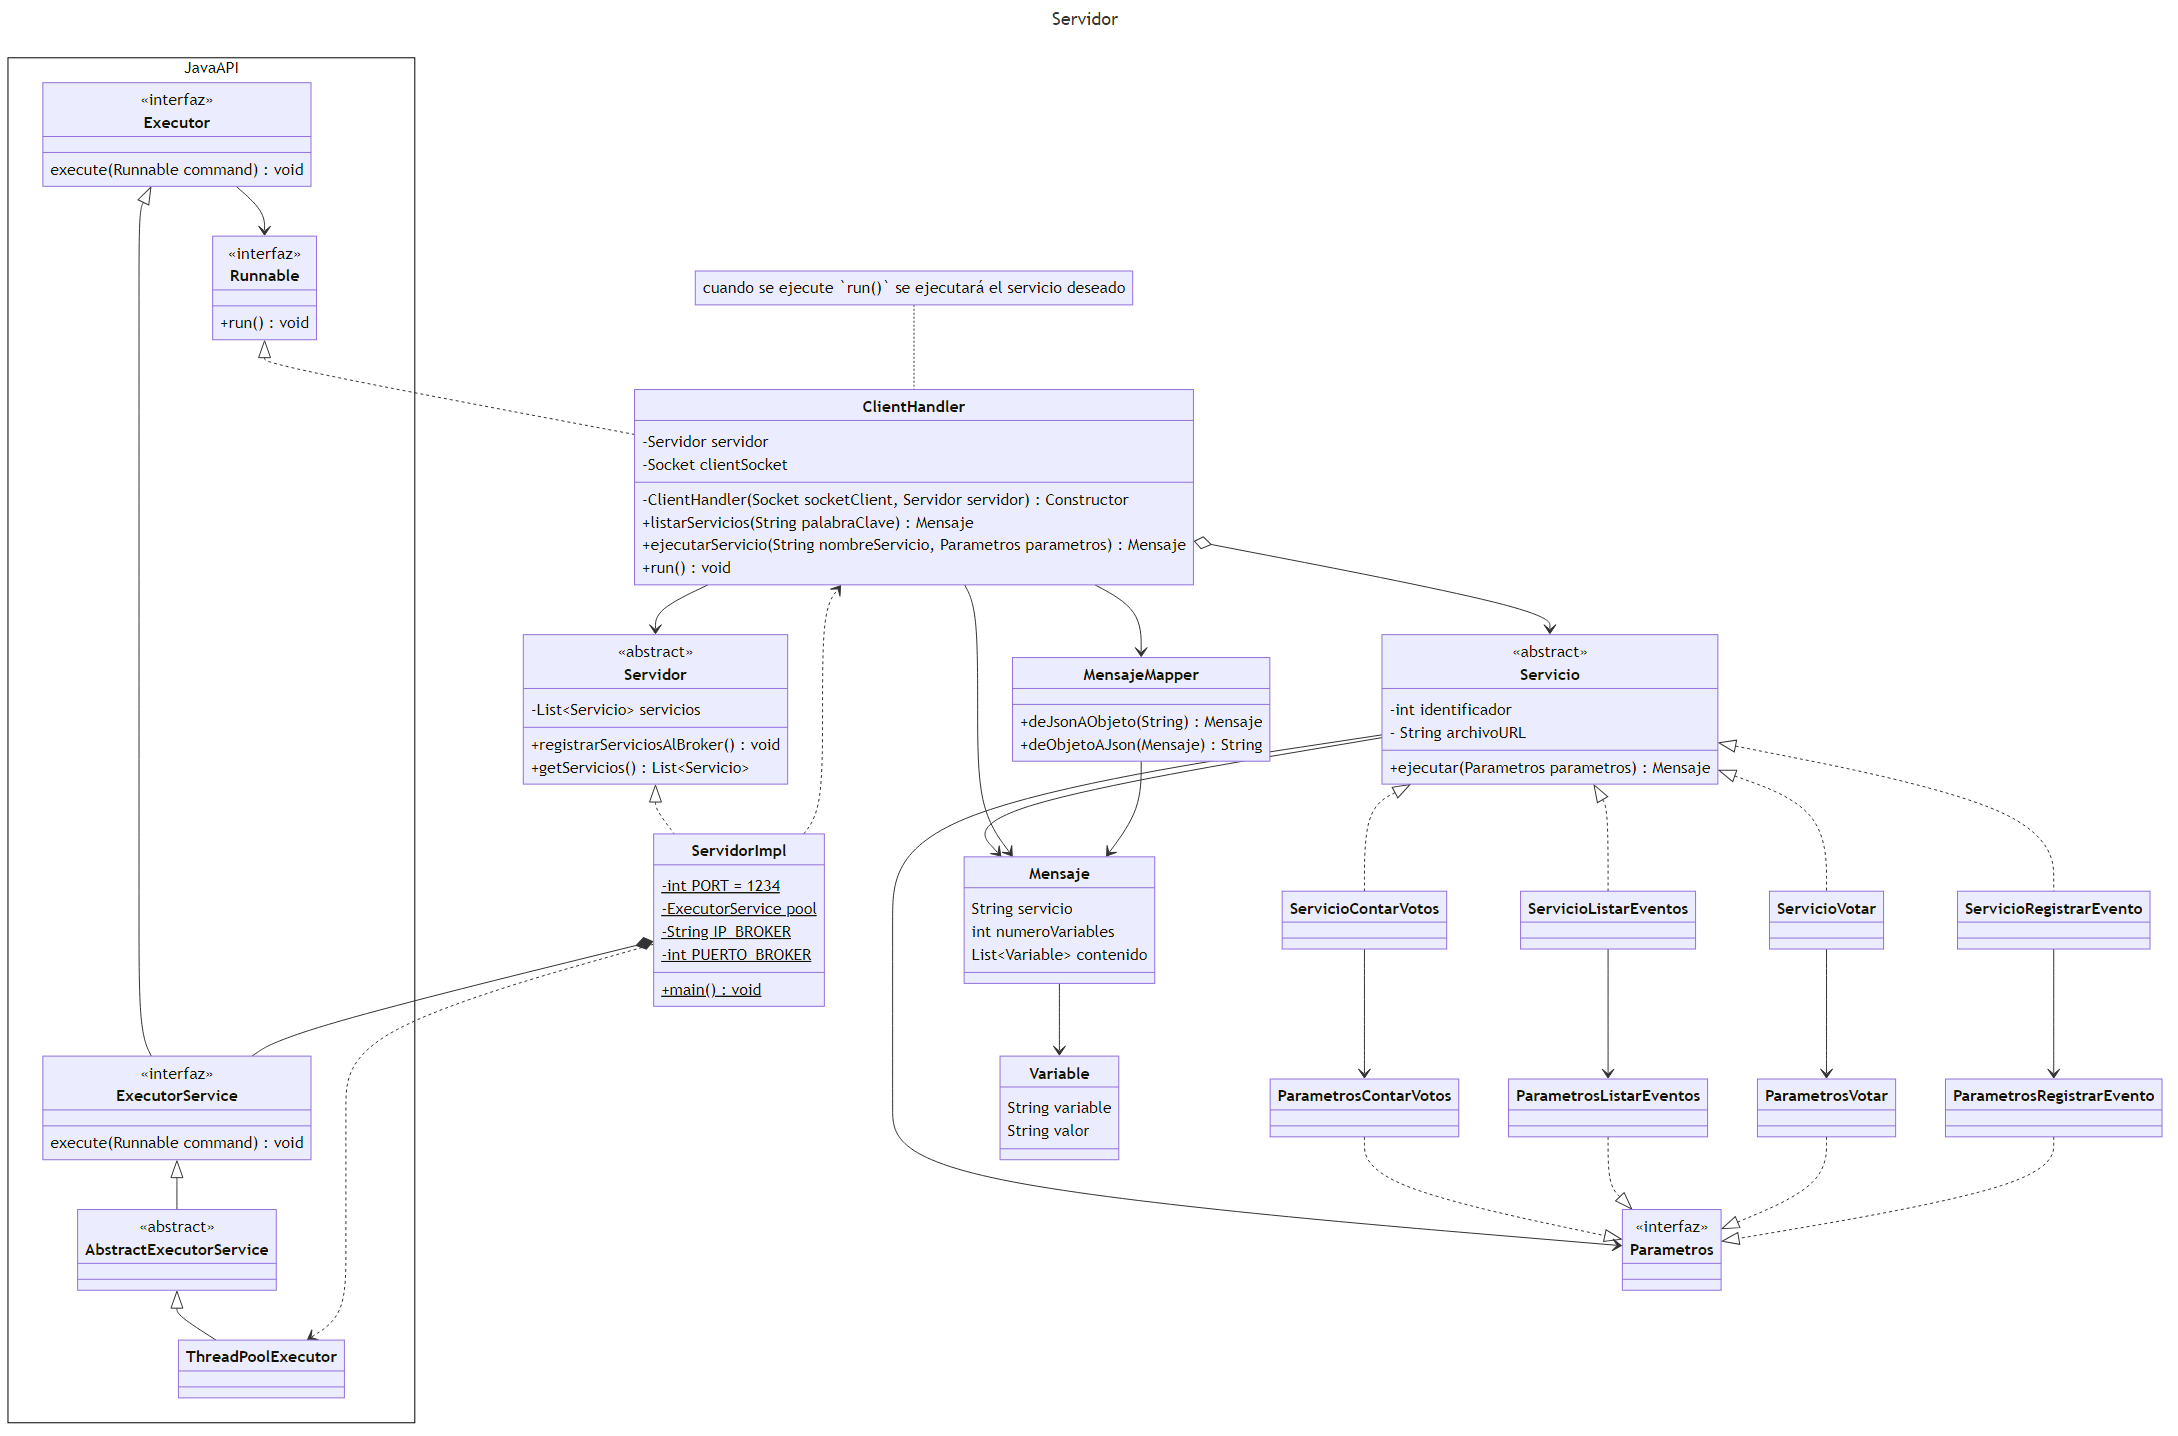 Servidor
JavaAPI
«interfaz»
Executor
execute(Runnable command) : void
«interfaz»
Runnable
+run() : void
cuando se ejecute `run()` se ejecutará el servicio deseado
ClientHandler
-Servidor servidor
-Socket clientSocket
-ClientHandler(Socket socketClient, Servidor servidor) : Constructor
+listarServicios(String palabraClave) : Mensaje
+ejecutarServicio(String nombreServicio, Parametros parametros) : Mensaje
+run() : void
«abstract»
Servidor
-List<Servicio> servicios
+registrarServiciosAlBroker() : void
+getServicios() : List<Servicio>
MensajeMapper
+deJsonAObjeto(String) : Mensaje
+deObjetoAJson(Mensaje) : String
«abstract»
Servicio
-int identificador
- String archivoURL
+ejecutar(Parametros parametros) : Mensaje
ServidorImpl
-int PORT = 1234
-ExecutorService pool
-String IP_BROKER
-int PUERTO_BROKER
+main() : void
Mensaje
String servicio
int numeroVariables
List<Variable> contenido
ServicioContarVotos
ServicioListarEventos
ServicioVotar
ServicioRegistrarEvento
«interfaz»
ExecutorService
execute(Runnable command) : void
Variable
String variable
String valor
ParametrosContarVotos
ParametrosListarEventos
ParametrosVotar
ParametrosRegistrarEvento
«abstract»
AbstractExecutorService
«interfaz»
Parametros
ThreadPoolExecutor